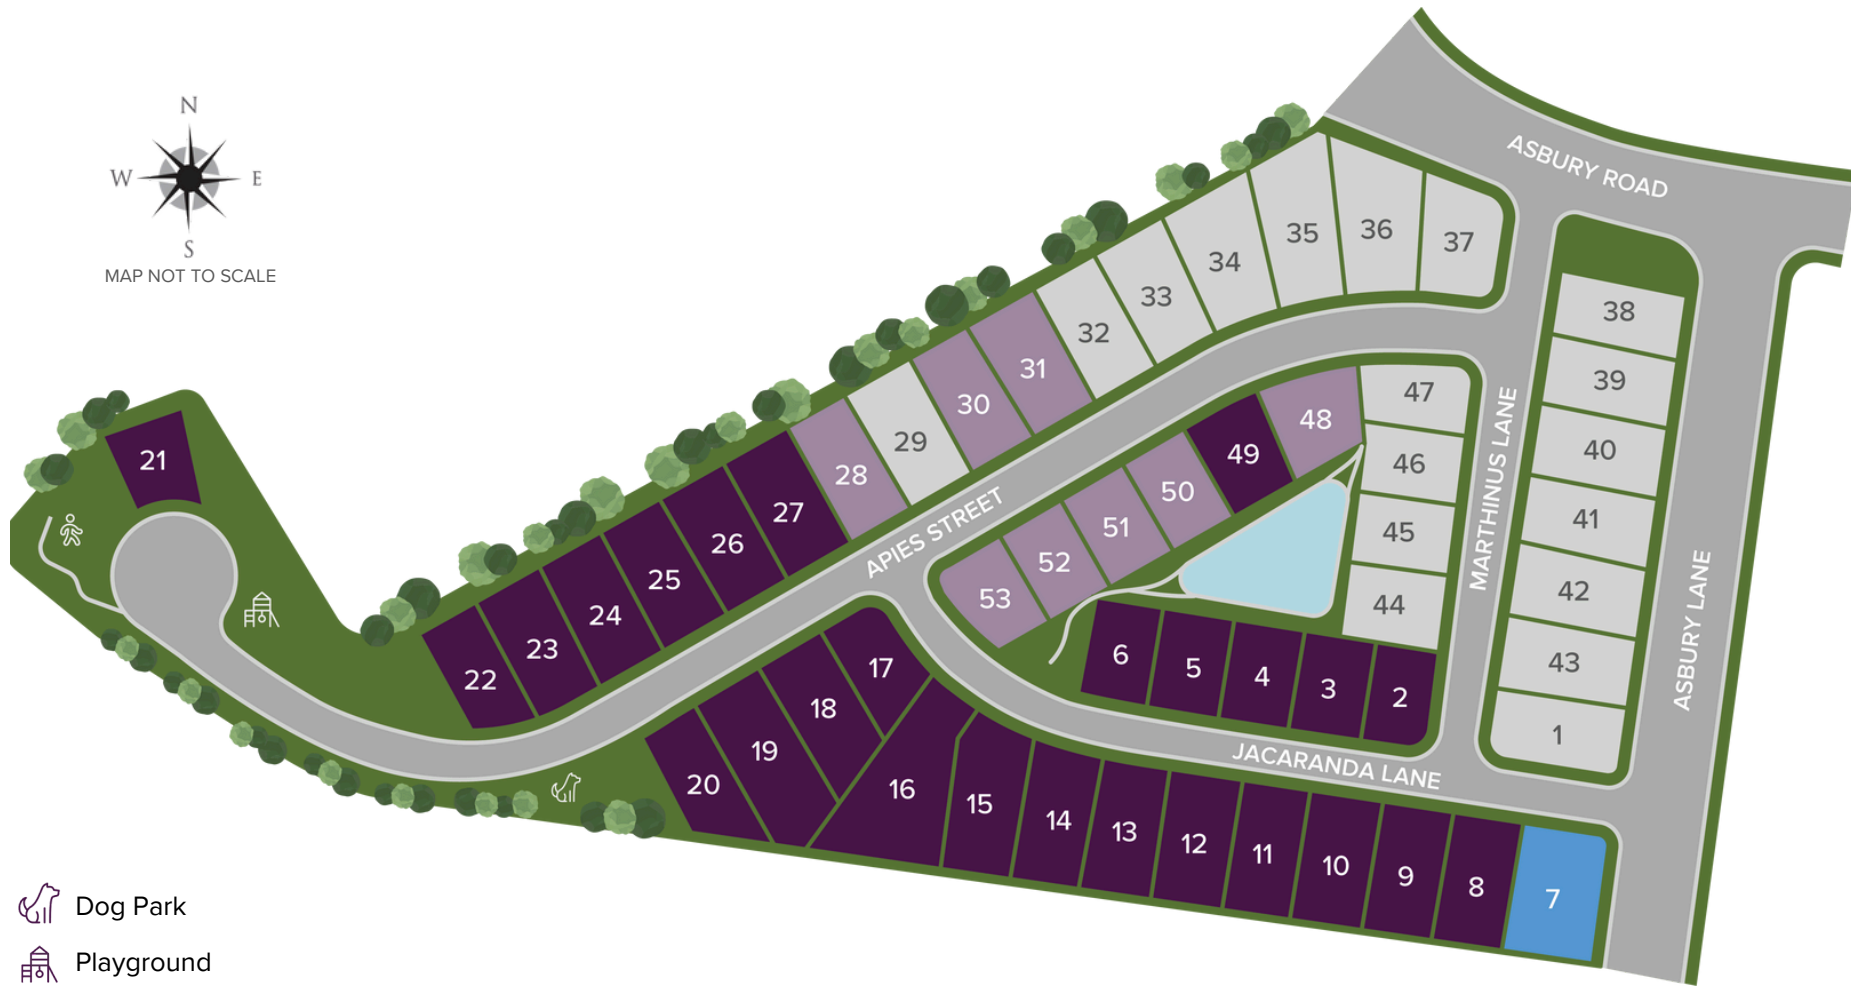 N
W E
S
MAP NOT TO SCALE
ASBURY ROAD
35 36 37
34
33
32
31
30
29
28
27
26
25
24
23
22
21
38
39
40
41
42
43
1
47
46
45
44
48
49
50
51
52
53
APIES STREET
MARTHINUS LANE
ASBURY LANE
6 5 4 3 2
JACARANDA LANE
17
18
19
20
16 15 14 13 12 11 10 9 8 7
Dog Park
Playground